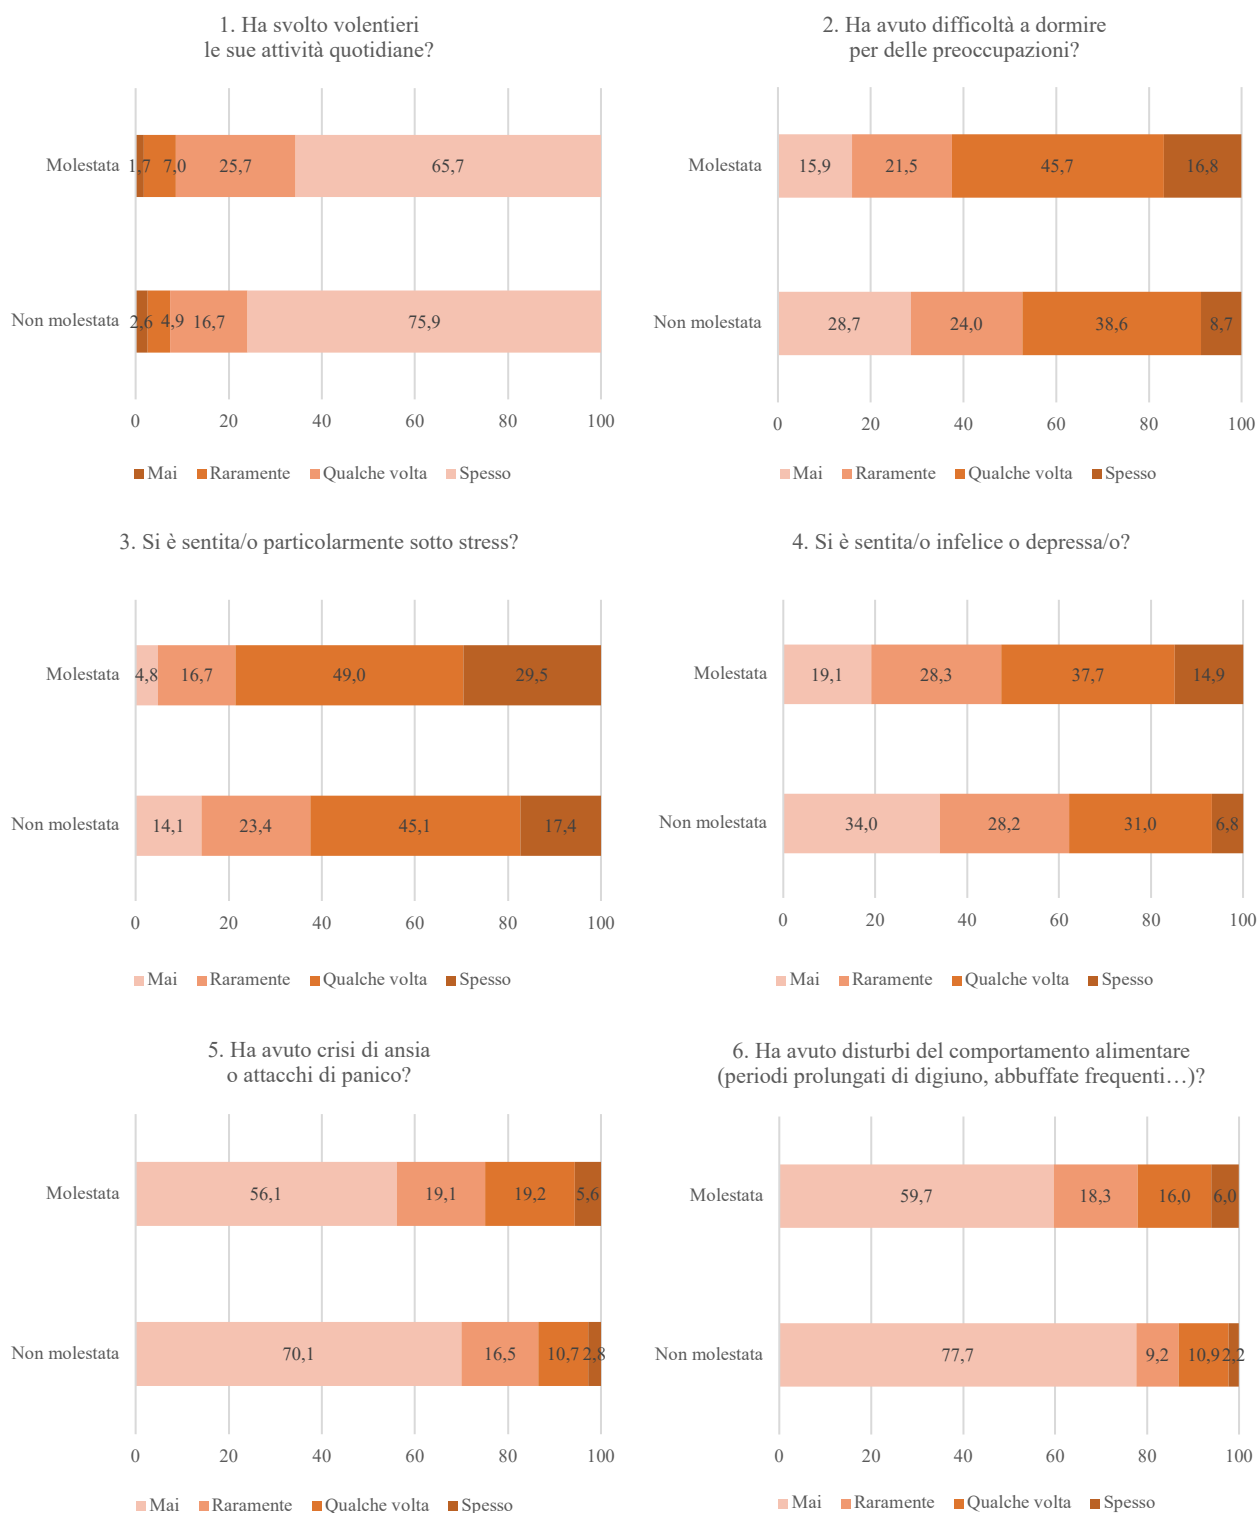 1. Ha svolto volentieri
le sue attività quotidiane?
Molestata 1,7 7,0 25,7 65,7
Non molestata 2,6 4,9 16,7 75,9
0 20 40 60 80 100
Mai Raramente Qualche volta Spesso
2. Ha avuto difficoltà a dormire
per delle preoccupazioni?
Molestata 15,9 21,5 45,7 16,8
Non molestata 28,7 24,0 38,6 8,7
0 20 40 60 80 100
Mai Raramente Qualche volta Spesso
3. Si è sentita/o particolarmente sotto stress?
Molestata 4,8 16,7 49,0 29,5
Non molestata 14,1 23,4 45,1 17,4
0 20 40 60 80 100
Mai Raramente Qualche volta Spesso
4. Si è sentita/o infelice o depressa/o?
Molestata 19,1 28,3 37,7 14,9
Non molestata 34,0 28,2 31,0 6,8
0 20 40 60 80 100
Mai Raramente Qualche volta Spesso
5. Ha avuto crisi di ansia
o attacchi di panico?
Molestata 56,1 19,1 19,2 5,6
Non molestata 70,1 16,5 10,7 2,8
0 20 40 60 80 100
Mai Raramente Qualche volta Spesso
6. Ha avuto disturbi del comportamento alimentare
(periodi prolungati di digiuno, abbuffate frequenti…)?
Molestata 59,7 18,3 16,0 6,0
Non molestata 77,7 9,2 10,9 2,2
0 20 40 60 80 100
Mai Raramente Qualche volta Spesso